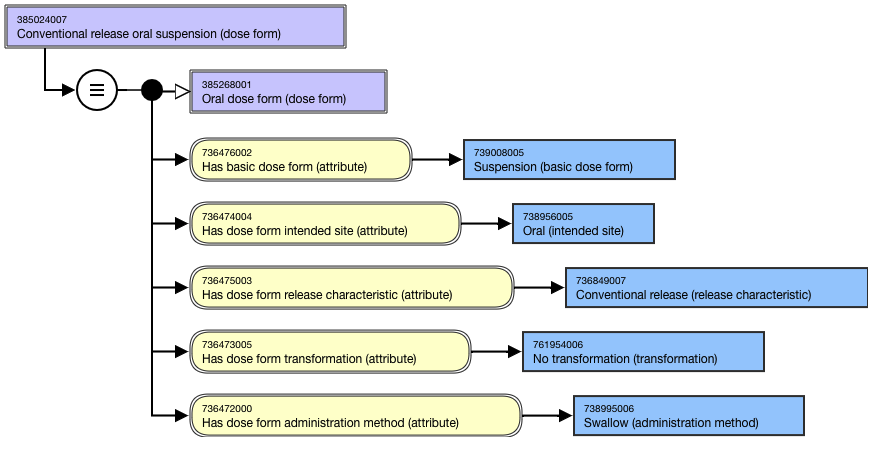 385024007
Conventional release oral suspension (dose form)
385268001
Oral dose form (dose form)
736476002
Has basic dose form (attribute)
739008005
Suspension (basic dose form)
736474004
Has dose form intended site (attribute)
738956005
Oral (intended site)
736475003
Has dose form release characteristic (attribute)
736849007
Conventional release (release characteristic)
736473005
Has dose form transformation (attribute)
761954006
No transformation (transformation)
736472000
Has dose form administration method (attribute)
738995006
Swallow (administration method)